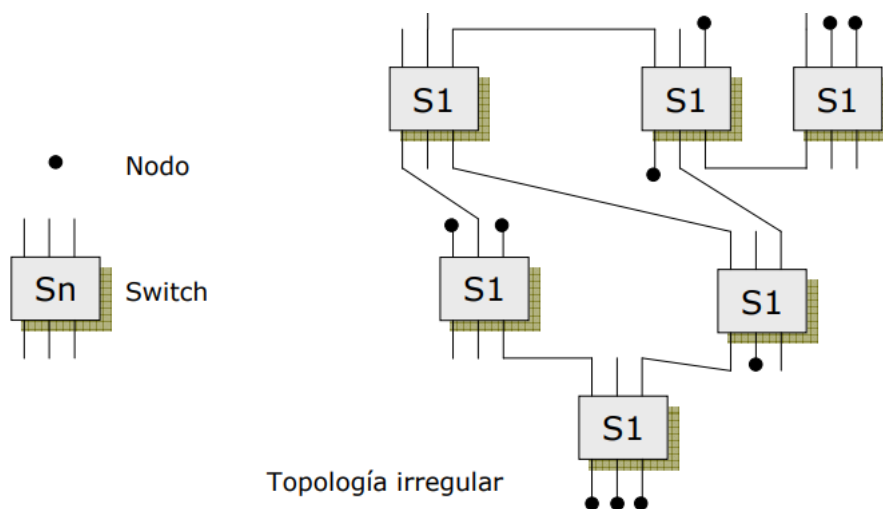 S1 S1 S1
Nodo
Sn Switch S1 S1
S1
Topología irregular